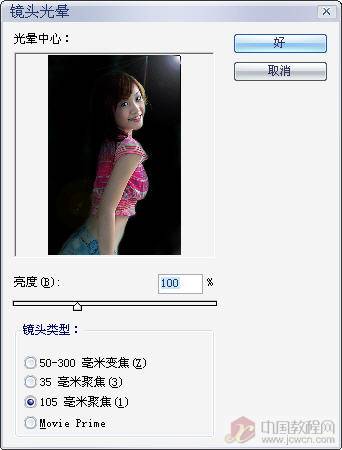 镜头光晕
光晕中心：
好
取消
亮度(B): 100 %
镜头类型：
50-300 毫米变焦(Z)
35 毫米聚焦(3)
105 毫米聚焦(1)
Movie Prime
中国教程网
www.jcwcn.com